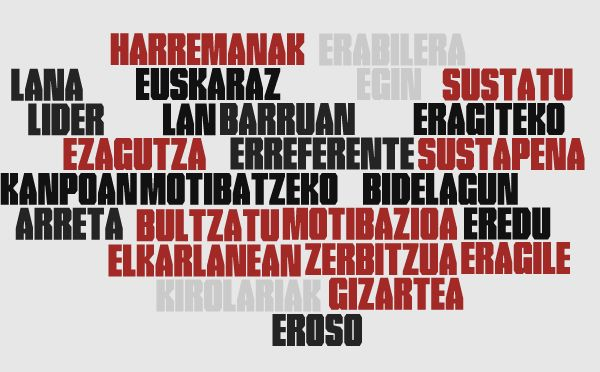 HARREMANAK ERABILERA
LANA EUSKARAZ EGIN SUSTATU
LIDER LAN BARRUAN ERAGITEKO
EZAGUTZA ERREFERENTE SUSTAPENA
KANPOAN MOTIBATZEKO BIDELAGUN
ARRETA BULTZATU MOTIBAZIOA EREDU
ELKARLANEAN ZERBITZUA ERAGILE
KIROLARIAK GIZARTEA
EROSO